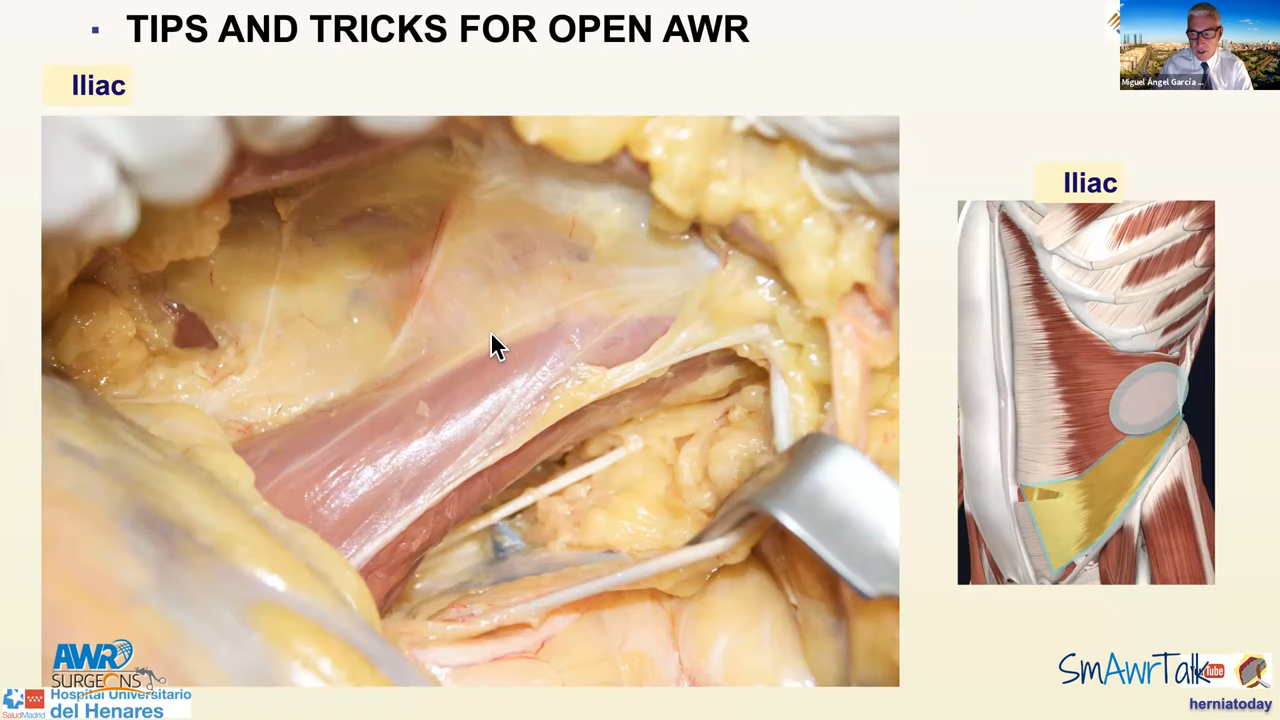 TIPS AND TRICKS FOR OPEN AWR
Miguel Ángel García ...
Iliac
Iliac
AWR
SURGEONS
Hospital Universitario
del Henares
SaludMadrid
SmAwrTalk
Tube
herniatoday